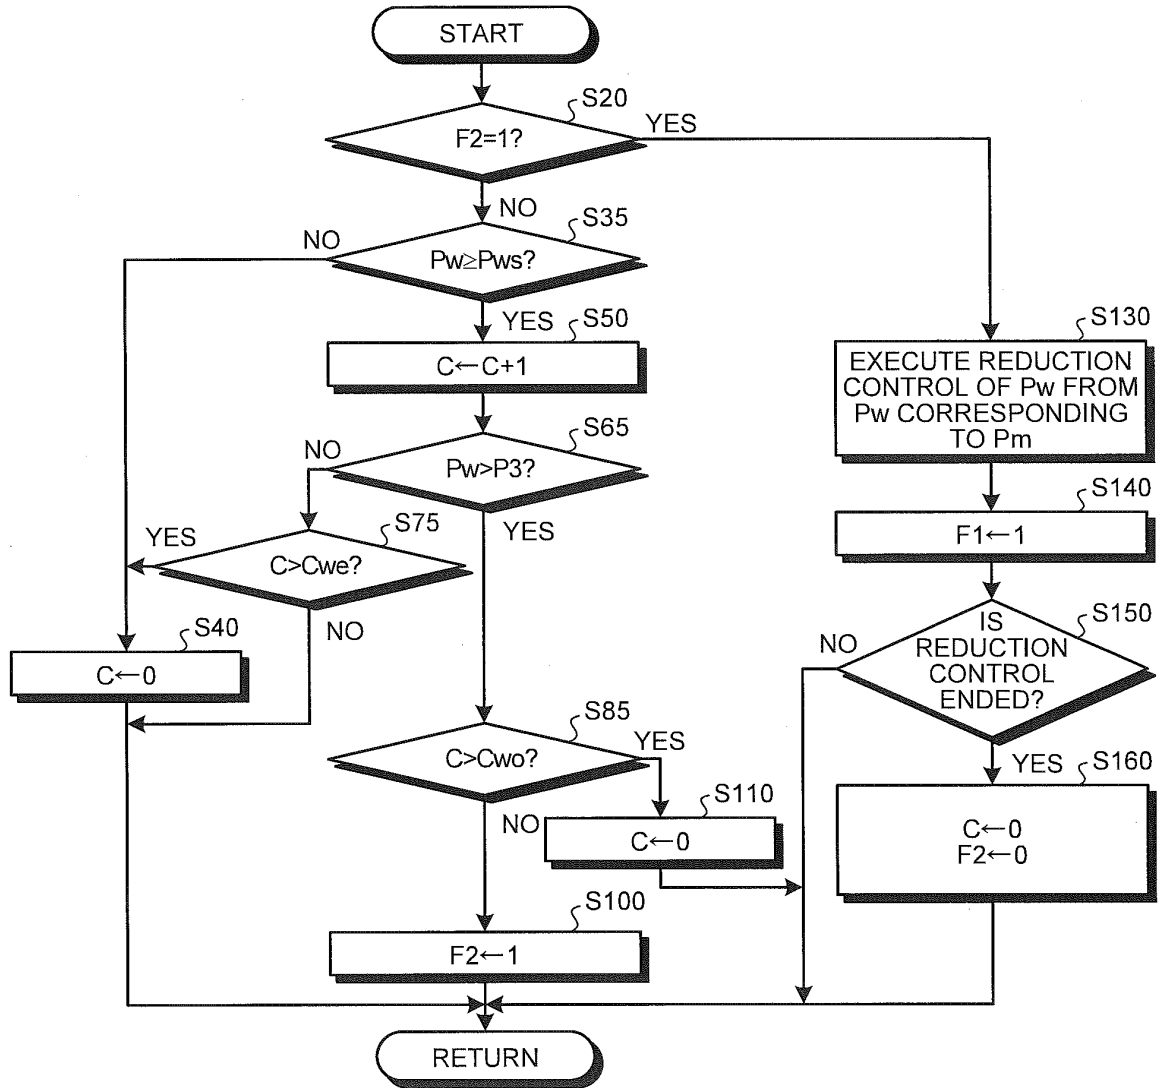 START
S20
F2=1?
YES
NO
S35
NO
Pw≥Pws?
YES
S50
C←C+1
S130
EXECUTE REDUCTION
CONTROL OF Pw FROM
Pw CORRESPONDING
TO Pm
S65
NO
Pw>P3?
YES
S140
F1←1
S75
YES
C>Cwe?
NO
S40
C←0
S150
NO
IS
REDUCTION
CONTROL
ENDED?
YES
S85
C>Cwo?
YES
NO
S110
C←0
S160
C←0
F2←0
S100
F2←1
RETURN